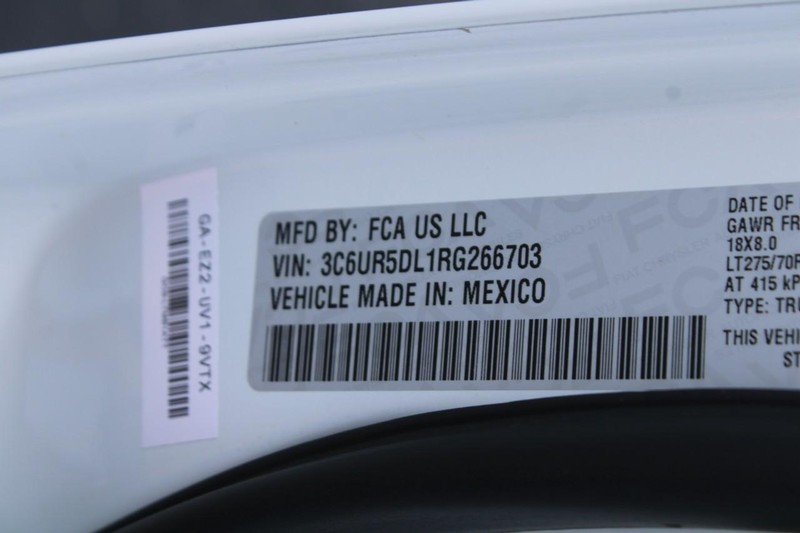 MFD BY: FCA US LLC
VIN: 3C6UR5DL1RG266703
VEHICLE MADE IN: MEXICO
DATE OF
GAWR FR
18X8.0
LT275/70R
AT 415 kP
TYPE: TRU
THIS VEHI
ST
GA-EZ2-UV1-9VTX